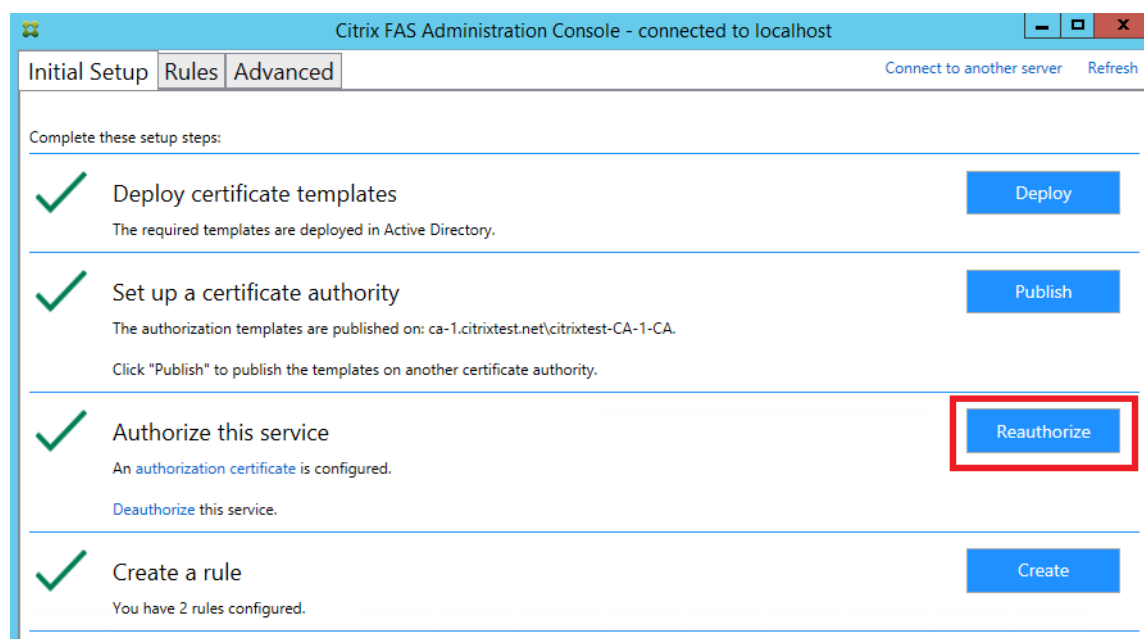 Citrix FAS Administration Console - connected to localhost
Initial Setup Rules Advanced Connect to another server Refresh
Complete these setup steps:
Deploy certificate templates Deploy
The required templates are deployed in Active Directory.
Set up a certificate authority Publish
The authorization templates are published on: ca-1.citrixtest.net\citrixtest-CA-1-CA.
Click "Publish" to publish the templates on another certificate authority.
Authorize this service Reauthorize
An authorization certificate is configured.
Deauthorize this service.
Create a rule Create
You have 2 rules configured.